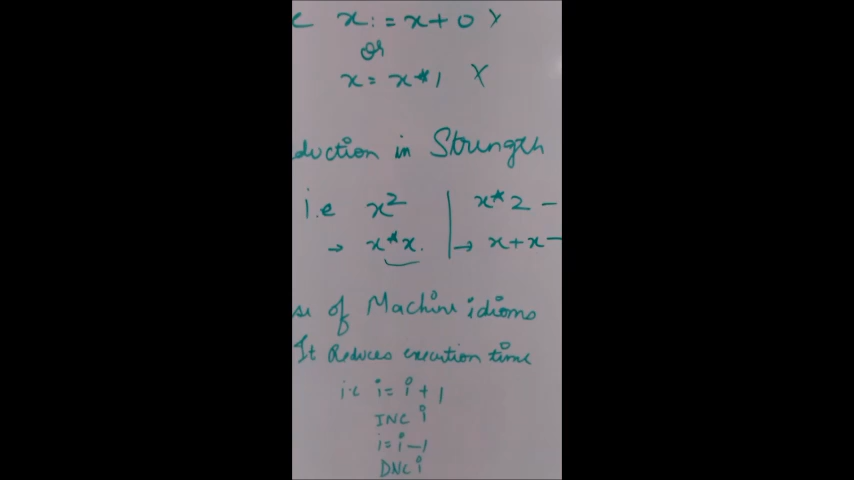 x := x + 0 X
or
x = x * 1 X
duction in Strength
i.e x² | x*2 –
→ x*x. | → x+x –
se of Machine idioms
It Reduces execution time
i.e i = i + 1
INC i
i = i – 1
DNC i